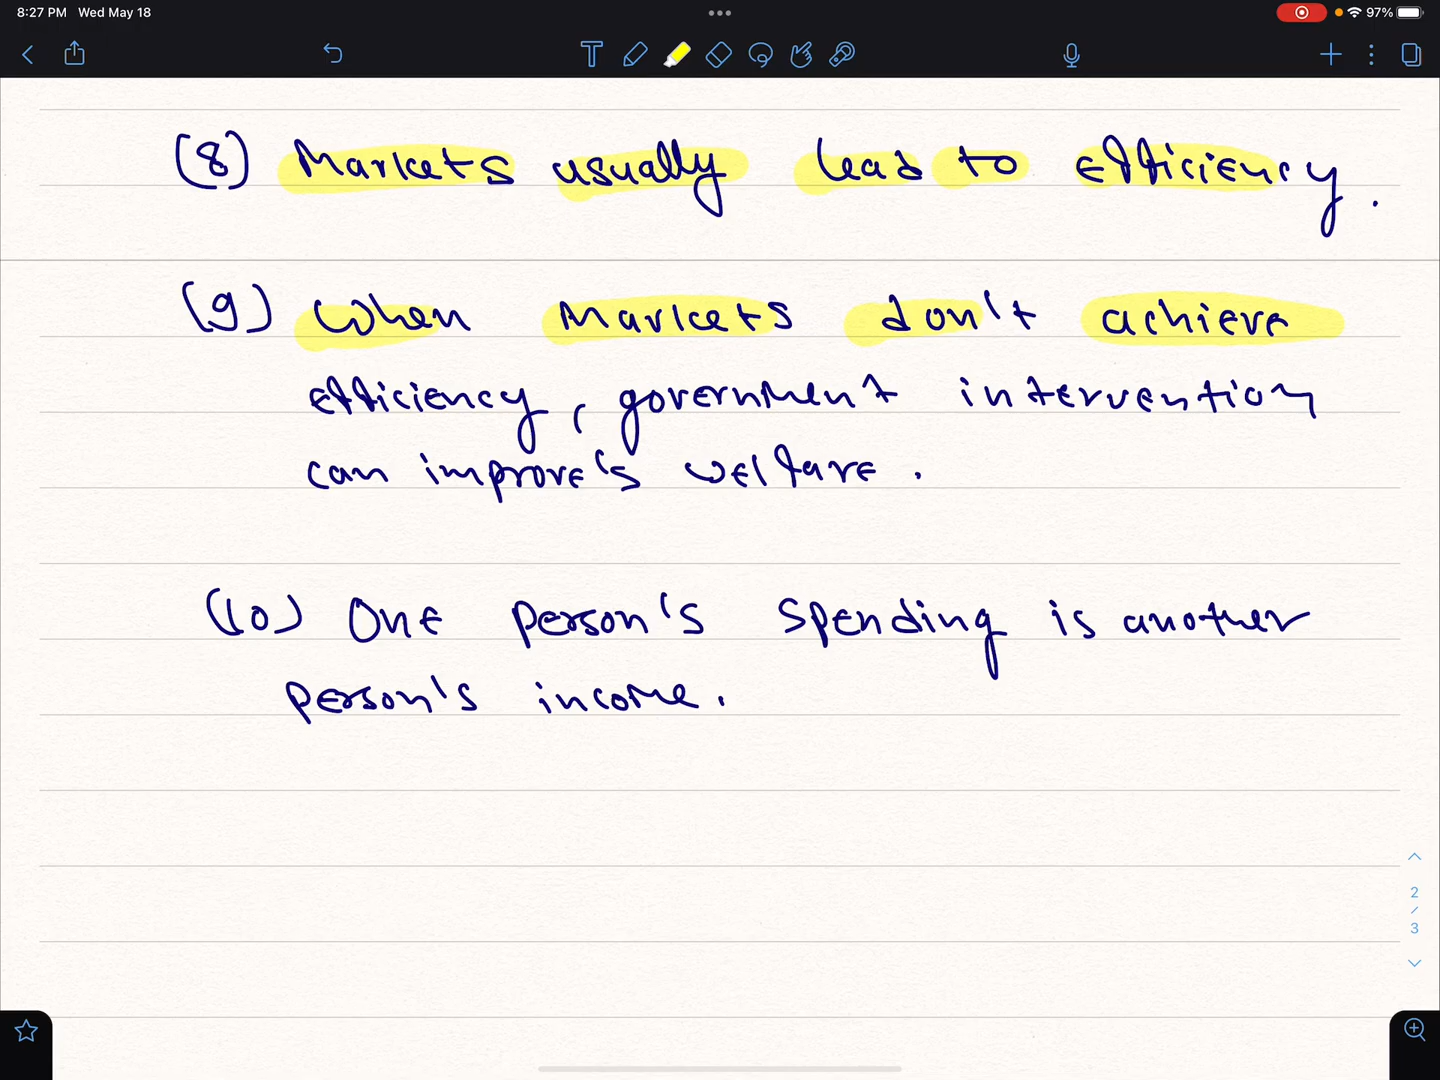 8:27 PM Wed May 18
97%
(8) Markets usually lead to efficiency.
(9) When Markets don't achieve
efficiency, government intervention
can improve's welfare.
(10) One person's spending is another
person's income.
2
/
3